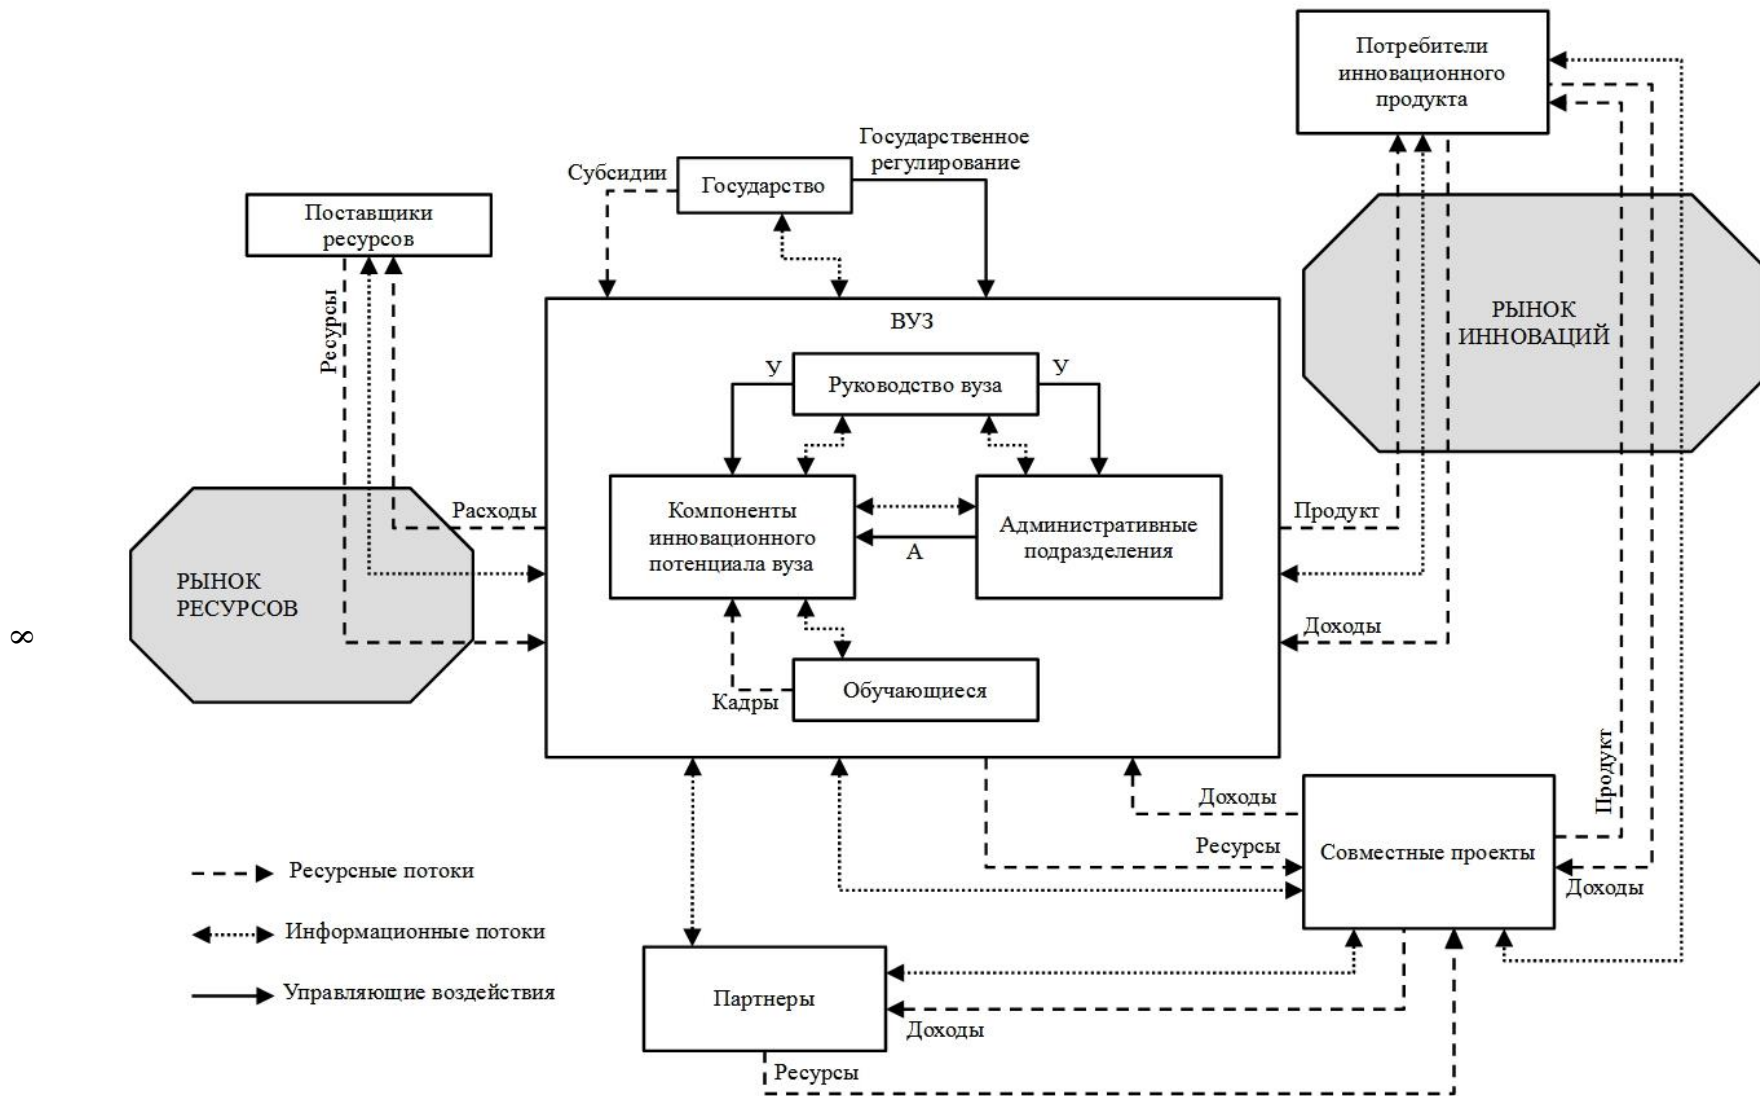 Потребители
инновационного
продукта
Государственное
регулирование
Субсидии
Государство
Поставщики
ресурсов
Ресурсы
РЫНОК
ИННОВАЦИЙ
ВУЗ
У
Руководство вуза
У
Расходы
Компоненты
инновационного
потенциала вуза
А
Административные
подразделения
Продукт
РЫНОК
РЕСУРСОВ
Доходы
8
Кадры
Обучающиеся
Продукт
Доходы
Ресурсы
Совместные проекты
Доходы
Ресурсные потоки
Информационные потоки
Управляющие воздействия
Партнеры
Доходы
Ресурсы